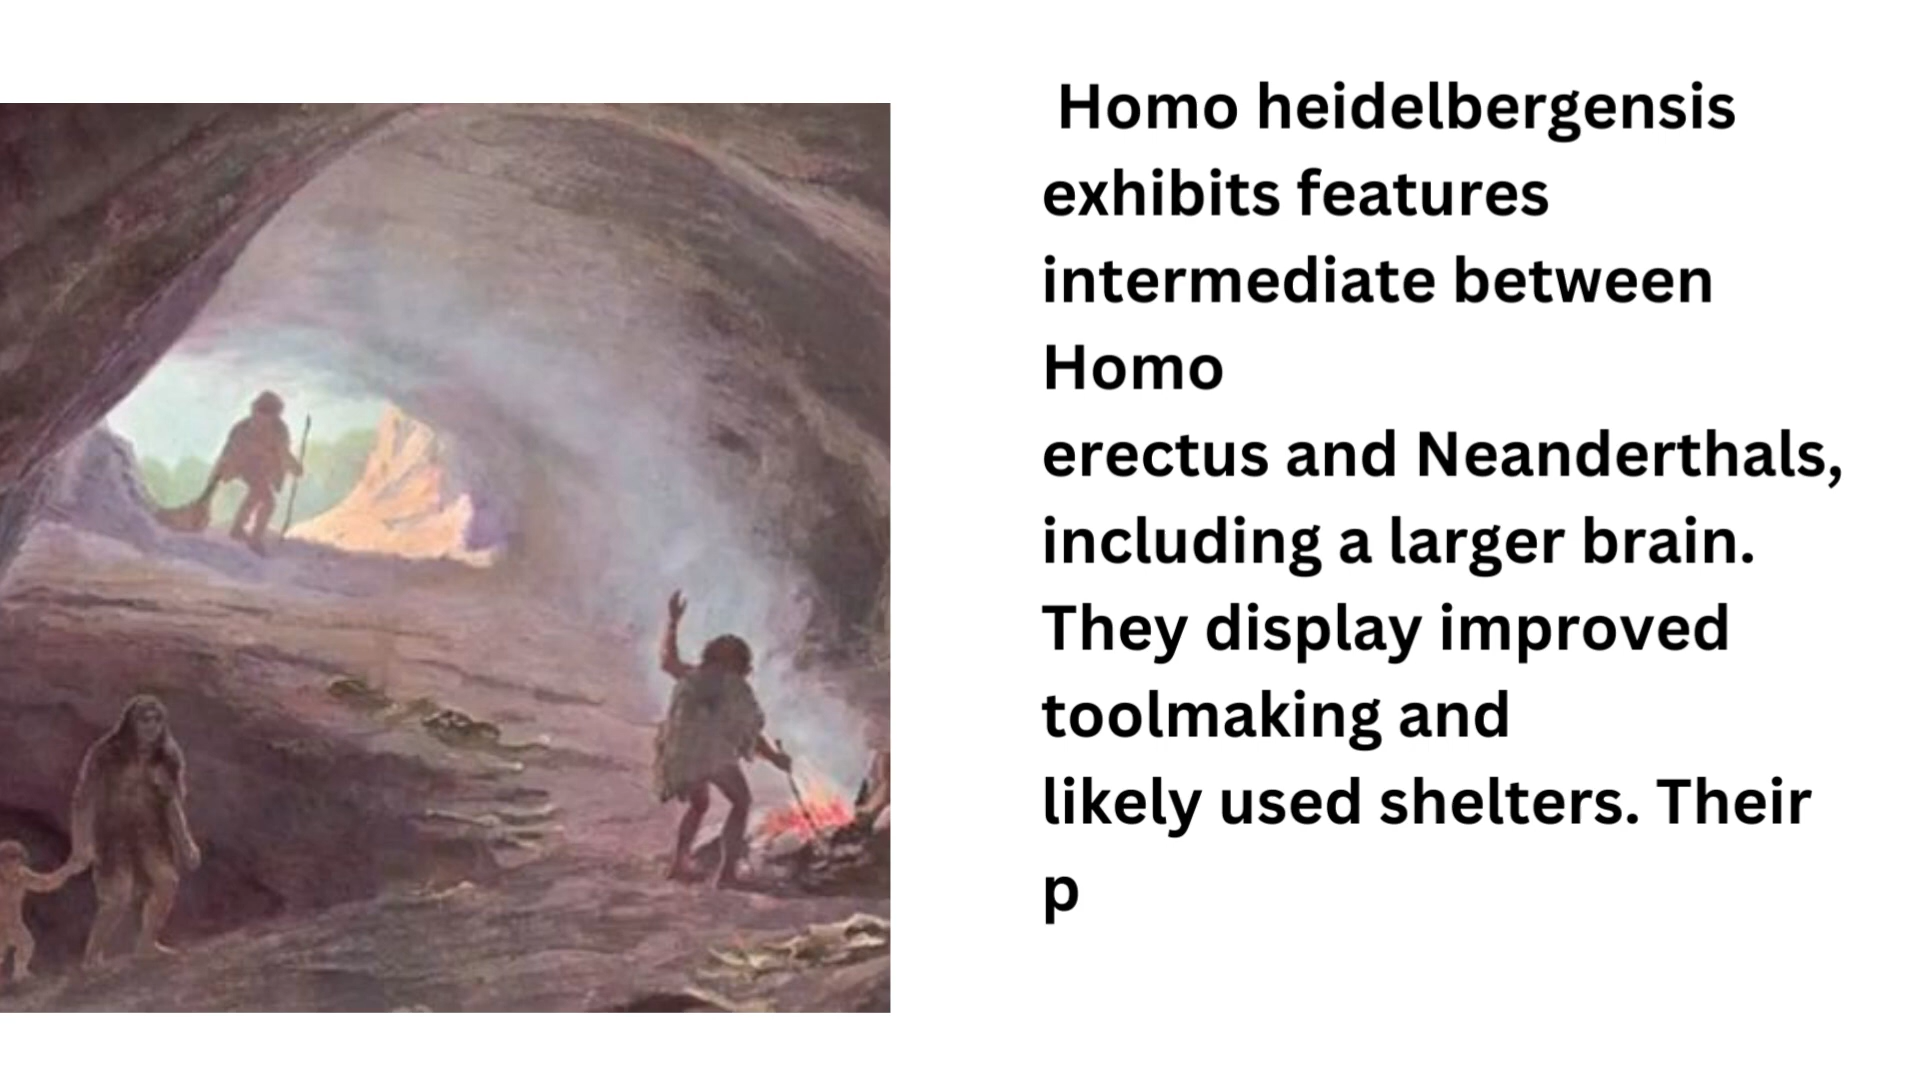 Homo heidelbergensis
exhibits features
intermediate between
Homo
erectus and Neanderthals,
including a larger brain.
They display improved
toolmaking and
likely used shelters. Their
p